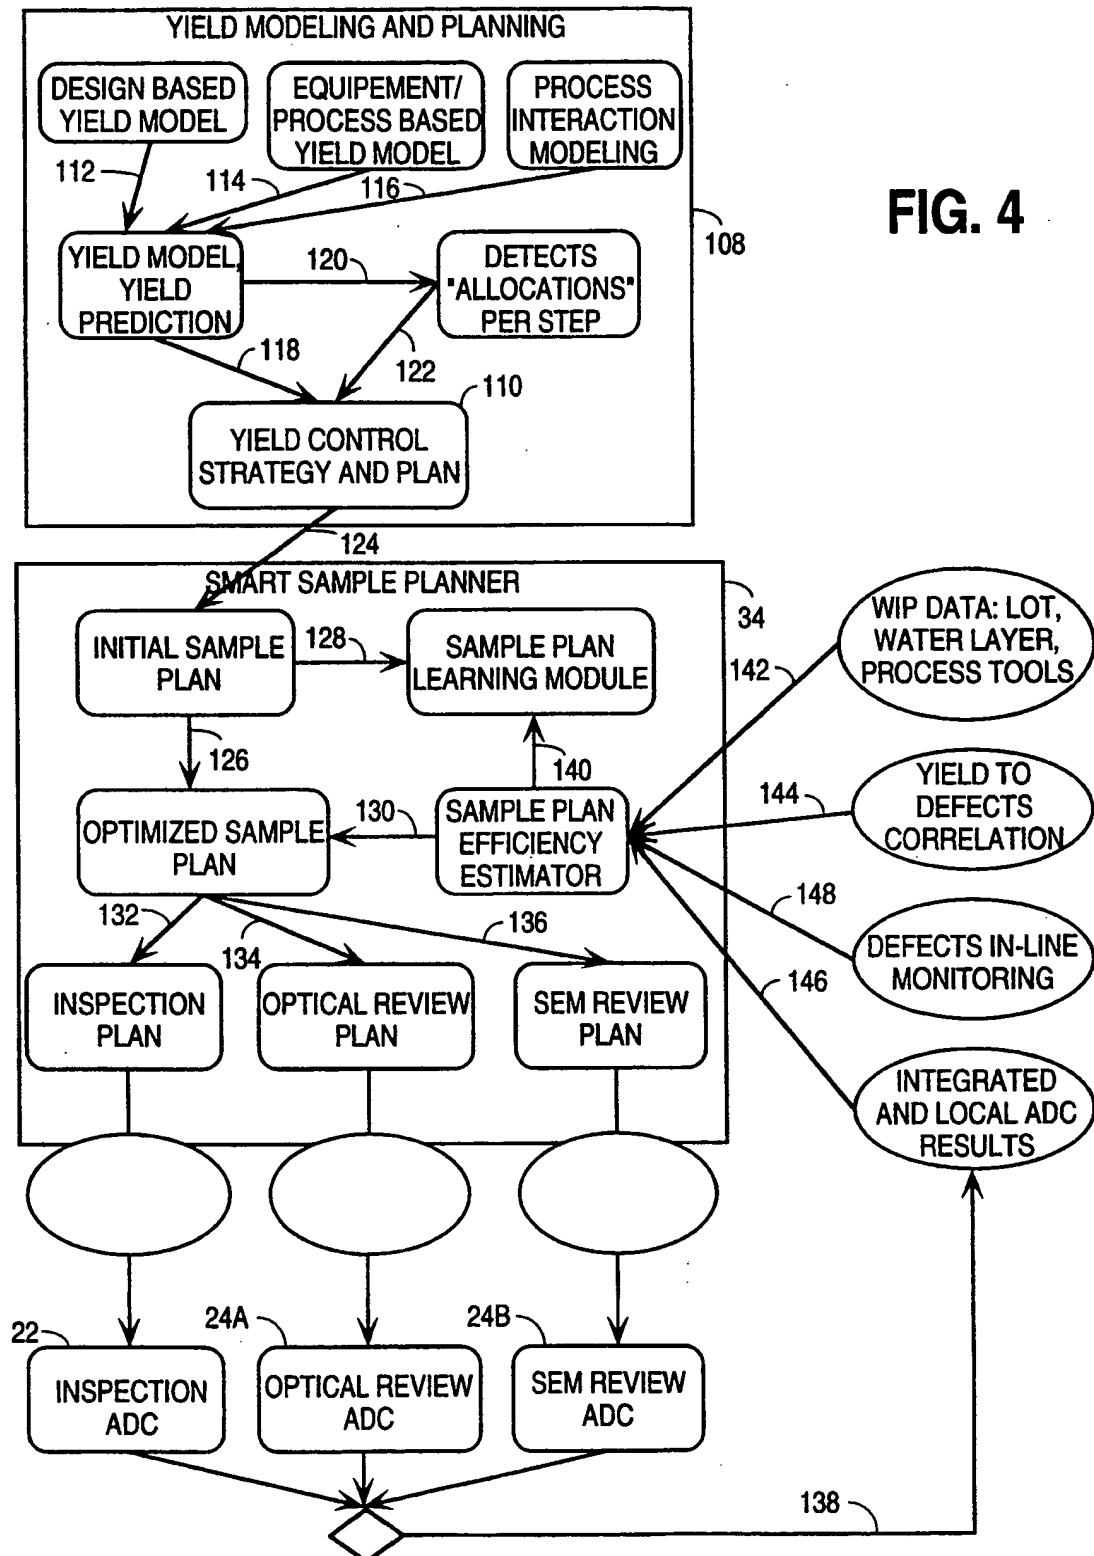 YIELD MODELING AND PLANNING
DESIGN BASED
YIELD MODEL
EQUIPEMENT/
PROCESS BASED
YIELD MODEL
PROCESS
INTERACTION
MODELING
112
114
116
FIG. 4
108
YIELD MODEL,
YIELD
PREDICTION
120
DETECTS
"ALLOCATIONS"
PER STEP
118
122
110
YIELD CONTROL
STRATEGY AND PLAN
124
SMART SAMPLE PLANNER
34
INITIAL SAMPLE
PLAN
128
SAMPLE PLAN
LEARNING MODULE
WIP DATA: LOT,
WATER LAYER,
PROCESS TOOLS
142
126
140
OPTIMIZED SAMPLE
PLAN
130
SAMPLE PLAN
EFFICIENCY
ESTIMATOR
144
YIELD TO
DEFECTS
CORRELATION
132
134
136
148
DEFECTS IN-LINE
MONITORING
146
INSPECTION
PLAN
OPTICAL REVIEW
PLAN
SEM REVIEW
PLAN
INTEGRATED
AND LOCAL ADC
RESULTS
22
24A
24B
INSPECTION
ADC
OPTICAL REVIEW
ADC
SEM REVIEW
ADC
138